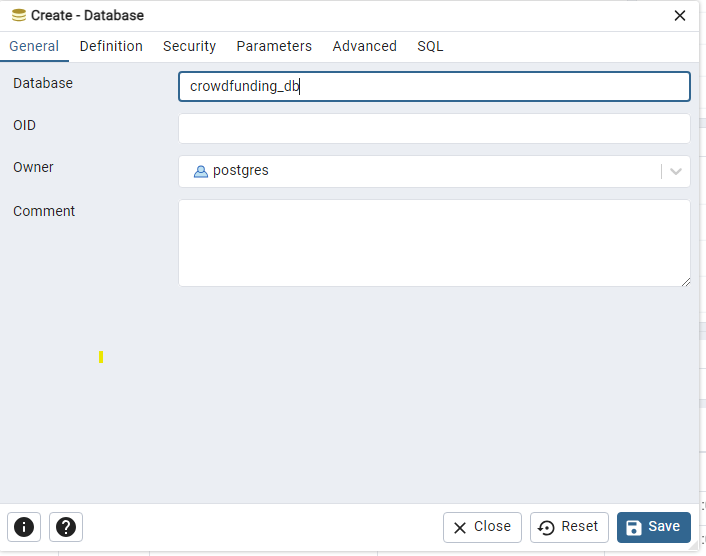 Create - Database
General Definition Security Parameters Advanced SQL
Database crowdfunding_db
OID
Owner postgres
Comment
Close Reset Save